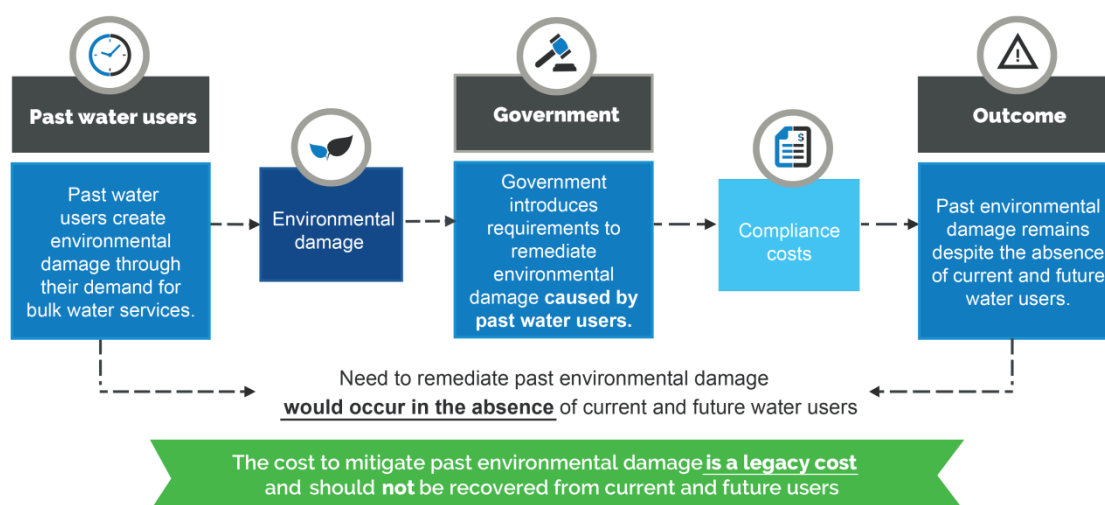 Past water users
Past water
users create
environmental
damage through
their demand for
bulk water services.
Environmental
damage
Government
Government
introduces
requirements to
remediate
environmental
damage caused by
past water users.
$
Compliance
costs
Outcome
Past environmental
damage remains
despite the absence
of current and future
water users.
Need to remediate past environmental damage
would occur in the absence of current and future water users
The cost to mitigate past environmental damage is a legacy cost
and should not be recovered from current and future users